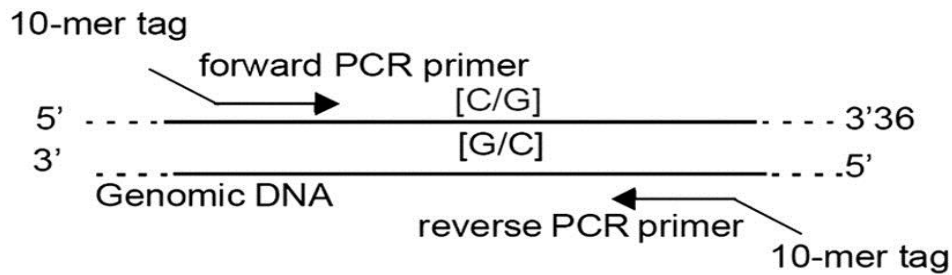 10-mer tag
forward PCR primer
[C/G]
5’ 3’36
[G/C]
3’ 5’
Genomic DNA
reverse PCR primer
10-mer tag